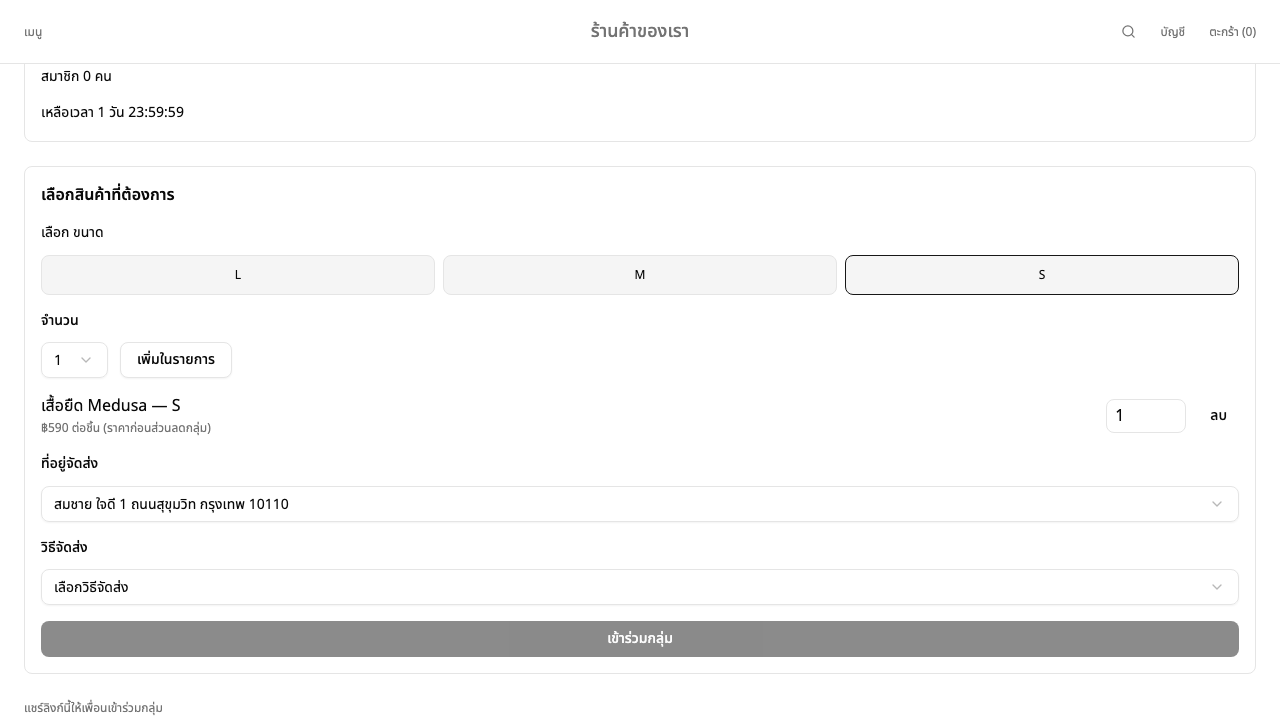 เมนู
ร้านค้าของเรา
บัญชี
ตะกร้า (0)
สมาชิก 0 คน
เหลือเวลา 1 วัน 23:59:59
เลือกสินค้าที่ต้องการ
เลือก ขนาด
L
M
S
จำนวน
1
เพิ่มในรายการ
เสื้อยืด Medusa — S
฿590 ต่อชิ้น (ราคาก่อนส่วนลดกลุ่ม)
1
ลบ
ที่อยู่จัดส่ง
สมชาย ใจดี 1 ถนนสุขุมวิท กรุงเทพ 10110
วิธีจัดส่ง
เลือกวิธีจัดส่ง
เข้าร่วมกลุ่ม
แชร์ลิงก์นี้ให้เพื่อนเข้าร่วมกลุ่ม